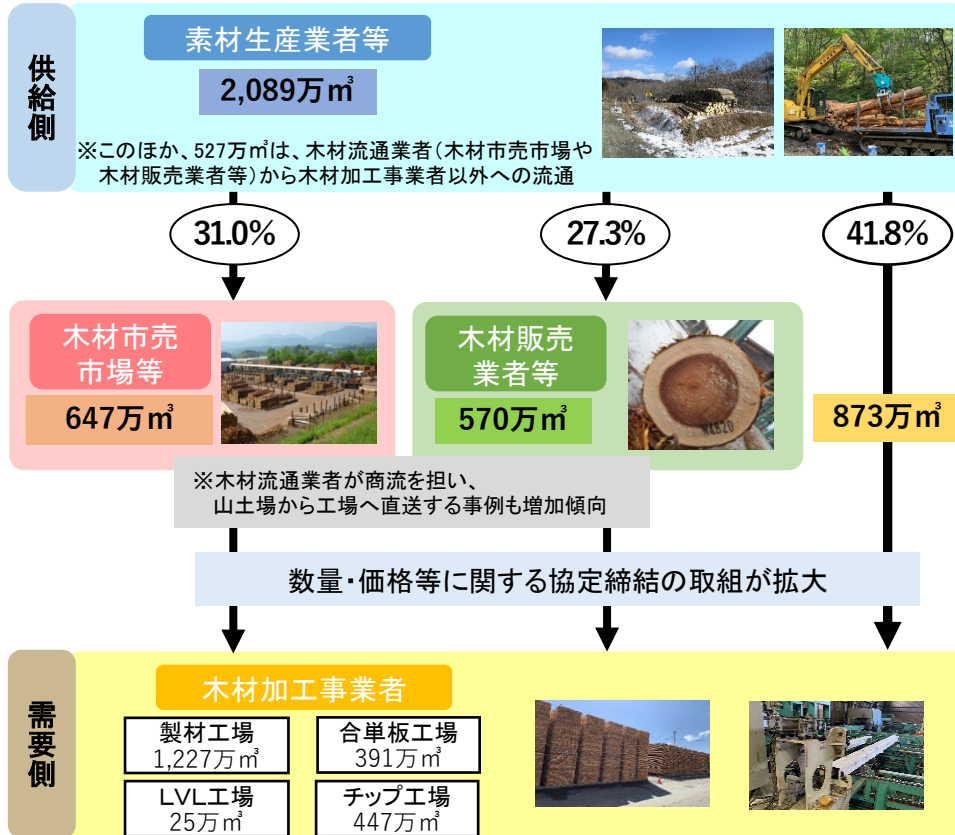 供給側
素材生産業者等
2,089万㎥
※このほか、527万㎥は、木材流通業者(木材市売市場や
木材販売業者等)から木材加工事業者以外への流通
31.0%
27.3%
41.8%
木材市売
市場等
647万㎥
木材販売
業者等
570万㎥
NAB20
873万㎥
※木材流通業者が商流を担い、
山土場から工場へ直送する事例も増加傾向
数量・価格等に関する協定締結の取組が拡大
需要側
木材加工事業者
製材工場
1,227万㎥
合単板工場
391万㎥
LVL工場
25万㎥
チップ工場
447万㎥